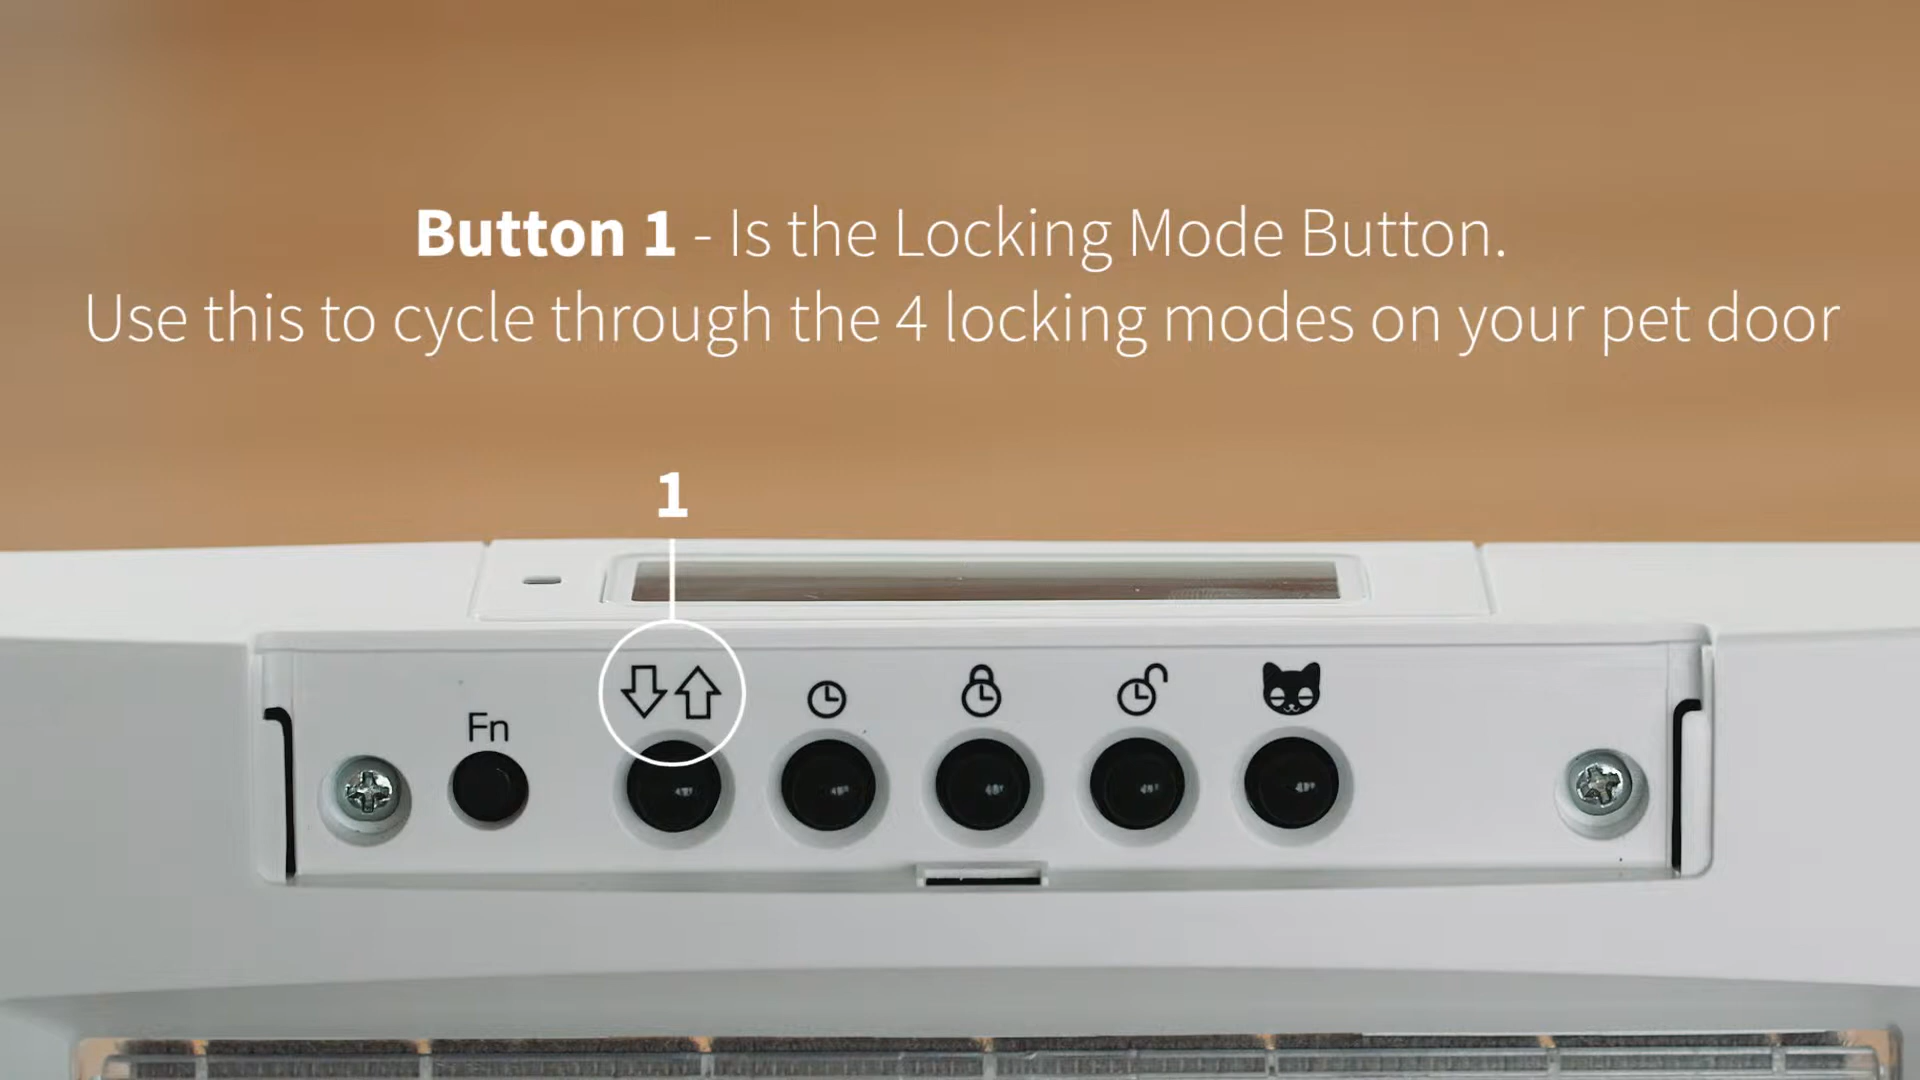 Button 1 - Is the Locking Mode Button.
Use this to cycle through the 4 locking modes on your pet door
1
Fn